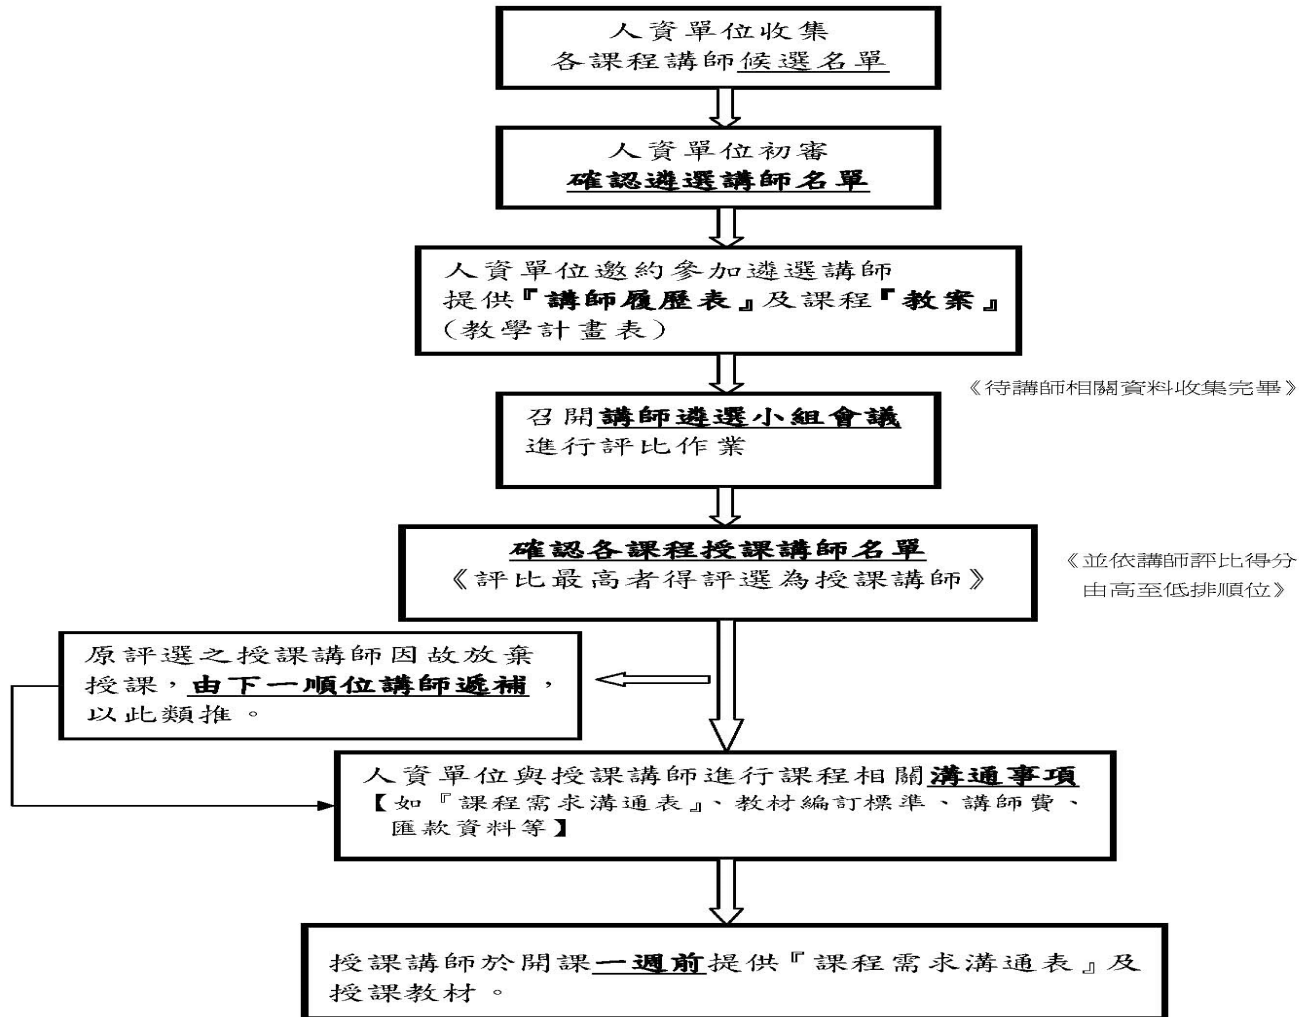 人資單位收集
各課程講師候選名單
人資單位初審
確認遴選講師名單
人資單位邀約參加遴選講師
提供『講師履歷表』及課程『教案』
(教學計畫表)
《待講師相關資料收集完畢》
召開講師遴選小組會議
進行評比作業
確認各課程授課講師名單
《評比最高者得評選為授課講師》
《並依講師評比得分
由高至低排順位》
原評選之授課講師因故放棄
授課，由下一順位講師遞補，
以此類推。
人資單位與授課講師進行課程相關溝通事項
【如『課程需求溝通表』、教材編訂標準、講師費、
匯款資料等】
授課講師於開課一週前提供『課程需求溝通表』及
授課教材。